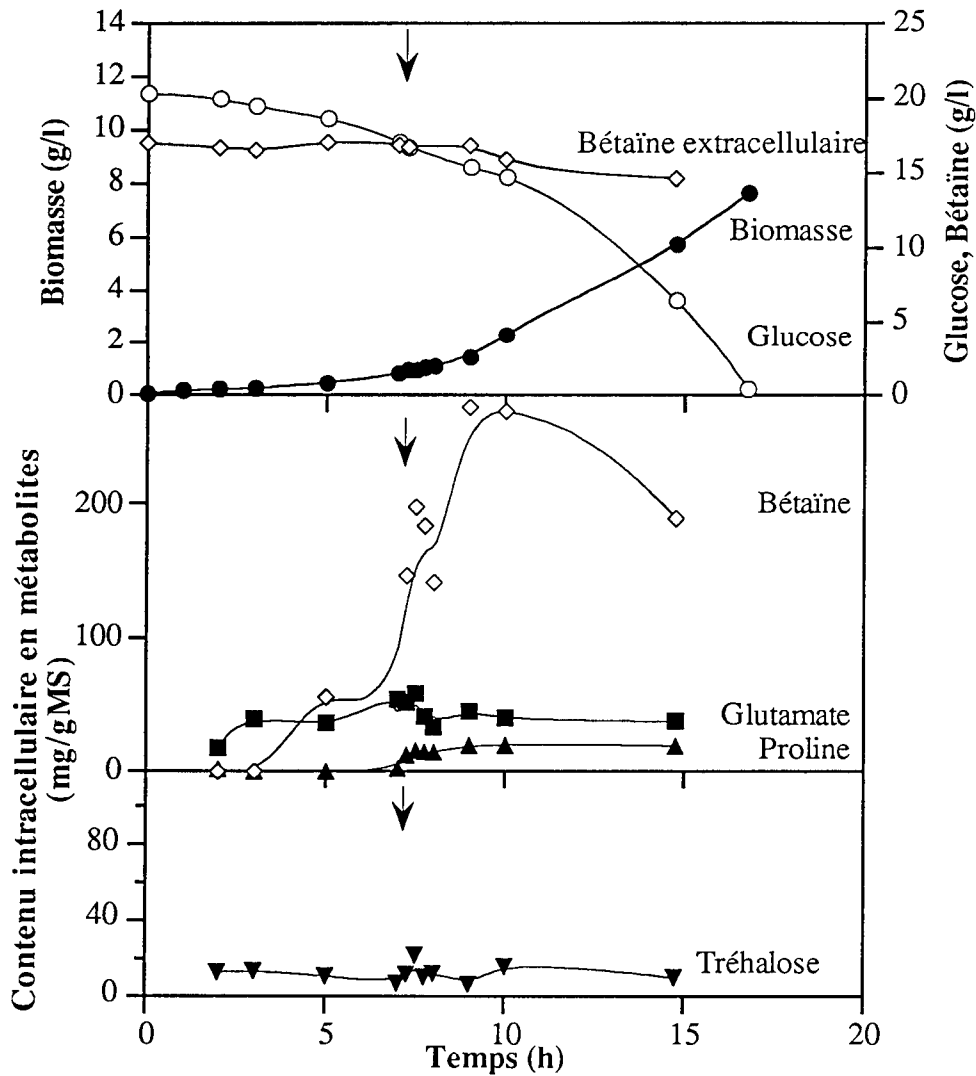 14
12
10
8
6
4
2
0
Biomasse (g/l)
25
20
15
10
5
0
Glucose, Bétaïne (g/l)
Bétaïne extracellulaire
Biomasse
Glucose
200
100
0
Bétaïne
Glutamate
Proline
Contenu intracellulaire en métabolites
(mg/gMS)
80
40
0
Tréhalose
0
5
10
15
20
Temps (h)